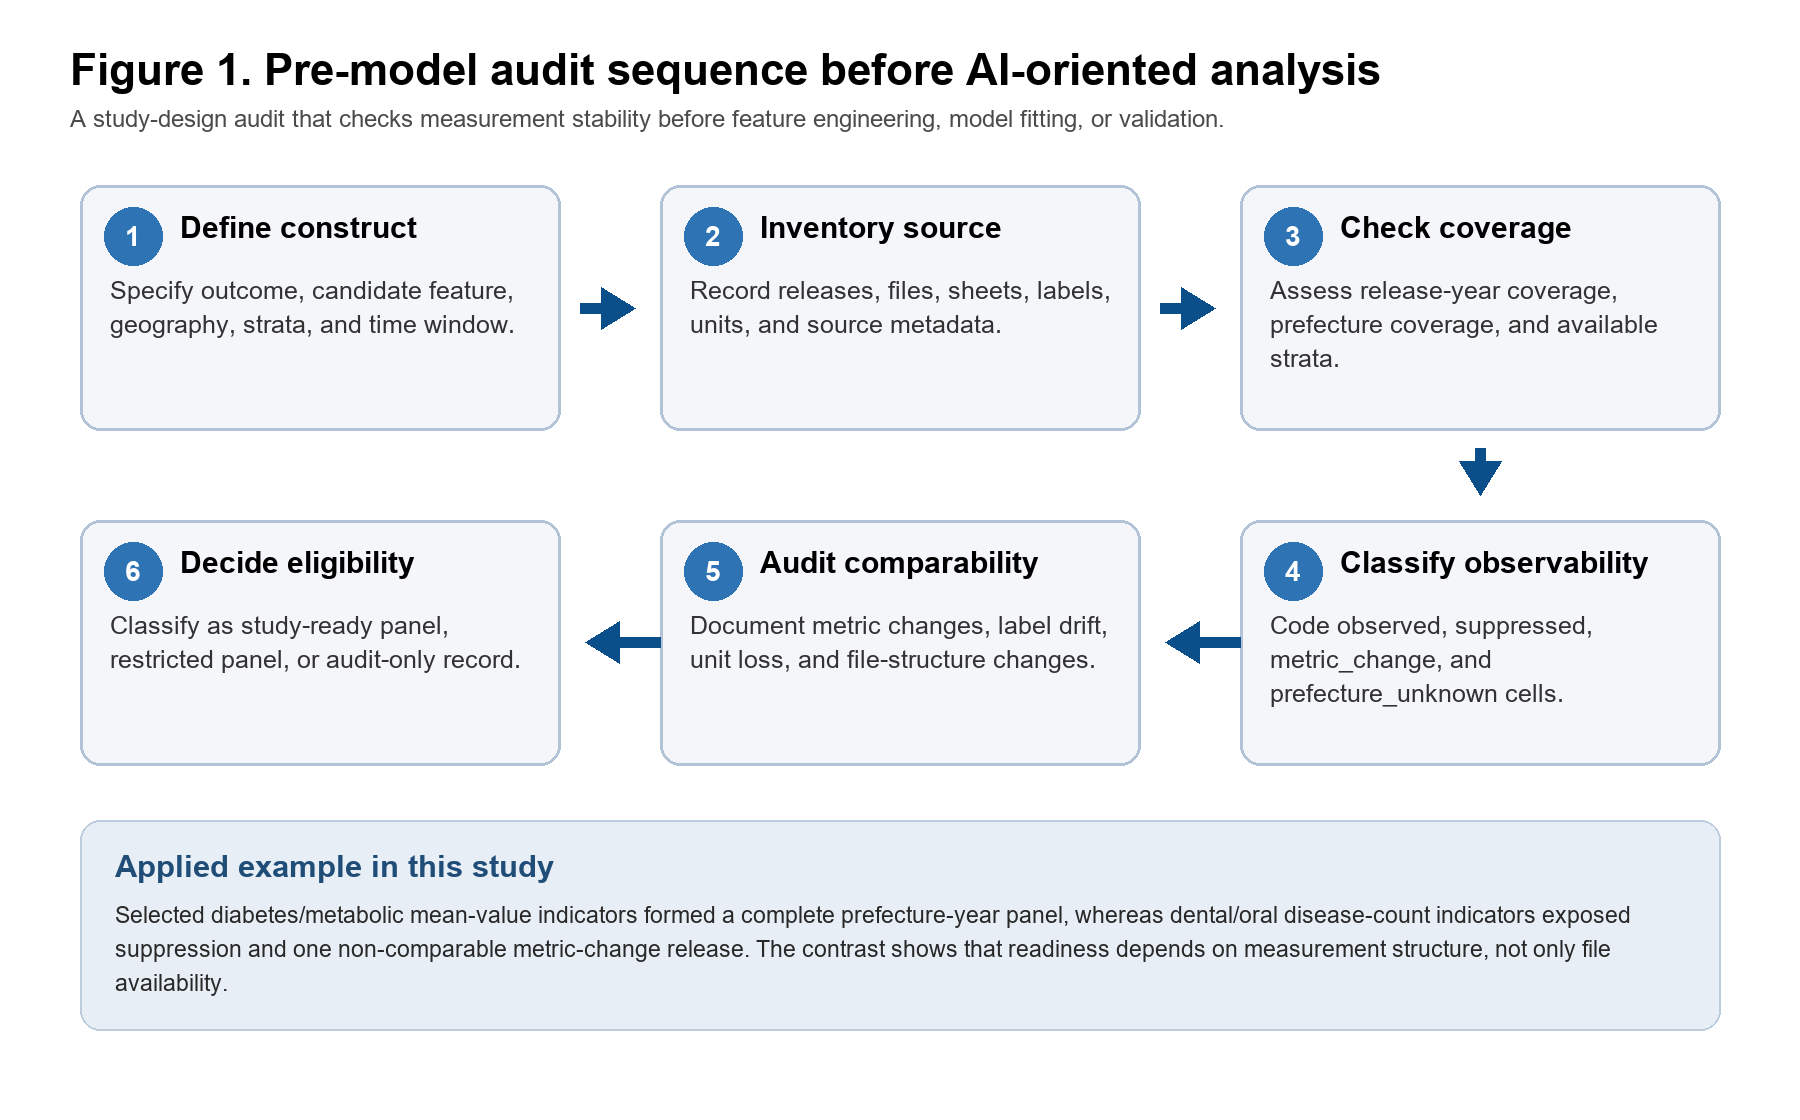 Figure 1. Pre-model audit sequence before AI-oriented analysis
A study-design audit that checks measurement stability before feature engineering, model fitting, or validation.
1 Define construct
Specify outcome, candidate feature,
geography, strata, and time window.
2 Inventory source
Record releases, files, sheets, labels,
units, and source metadata.
3 Check coverage
Assess release-year coverage,
prefecture coverage, and available
strata.
4 Classify observability
Code observed, suppressed,
metric_change, and
prefecture_unknown cells.
5 Audit comparability
Document metric changes, label drift,
unit loss, and file-structure changes.
6 Decide eligibility
Classify as study-ready panel,
restricted panel, or audit-only record.
Applied example in this study
Selected diabetes/metabolic mean-value indicators formed a complete prefecture-year panel, whereas dental/oral disease-count indicators exposed
suppression and one non-comparable metric-change release. The contrast shows that readiness depends on measurement structure, not only file
availability.